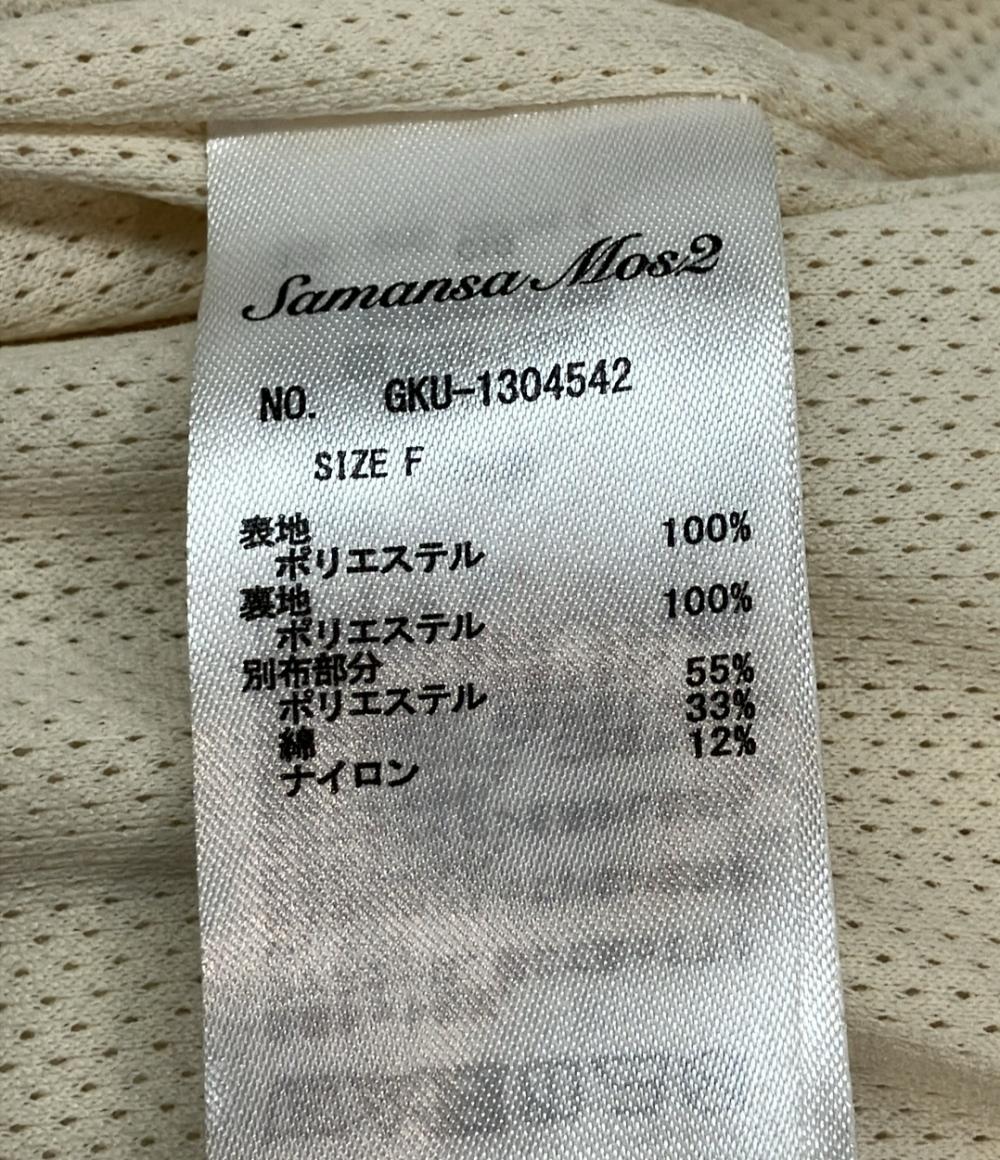 Samansa Mos2
NO. GKU-1304542
SIZE F
表地
ポリエステル 100%
裏地
ポリエステル 100%
別布部分
ポリエステル 55%
綿 33%
ナイロン 12%